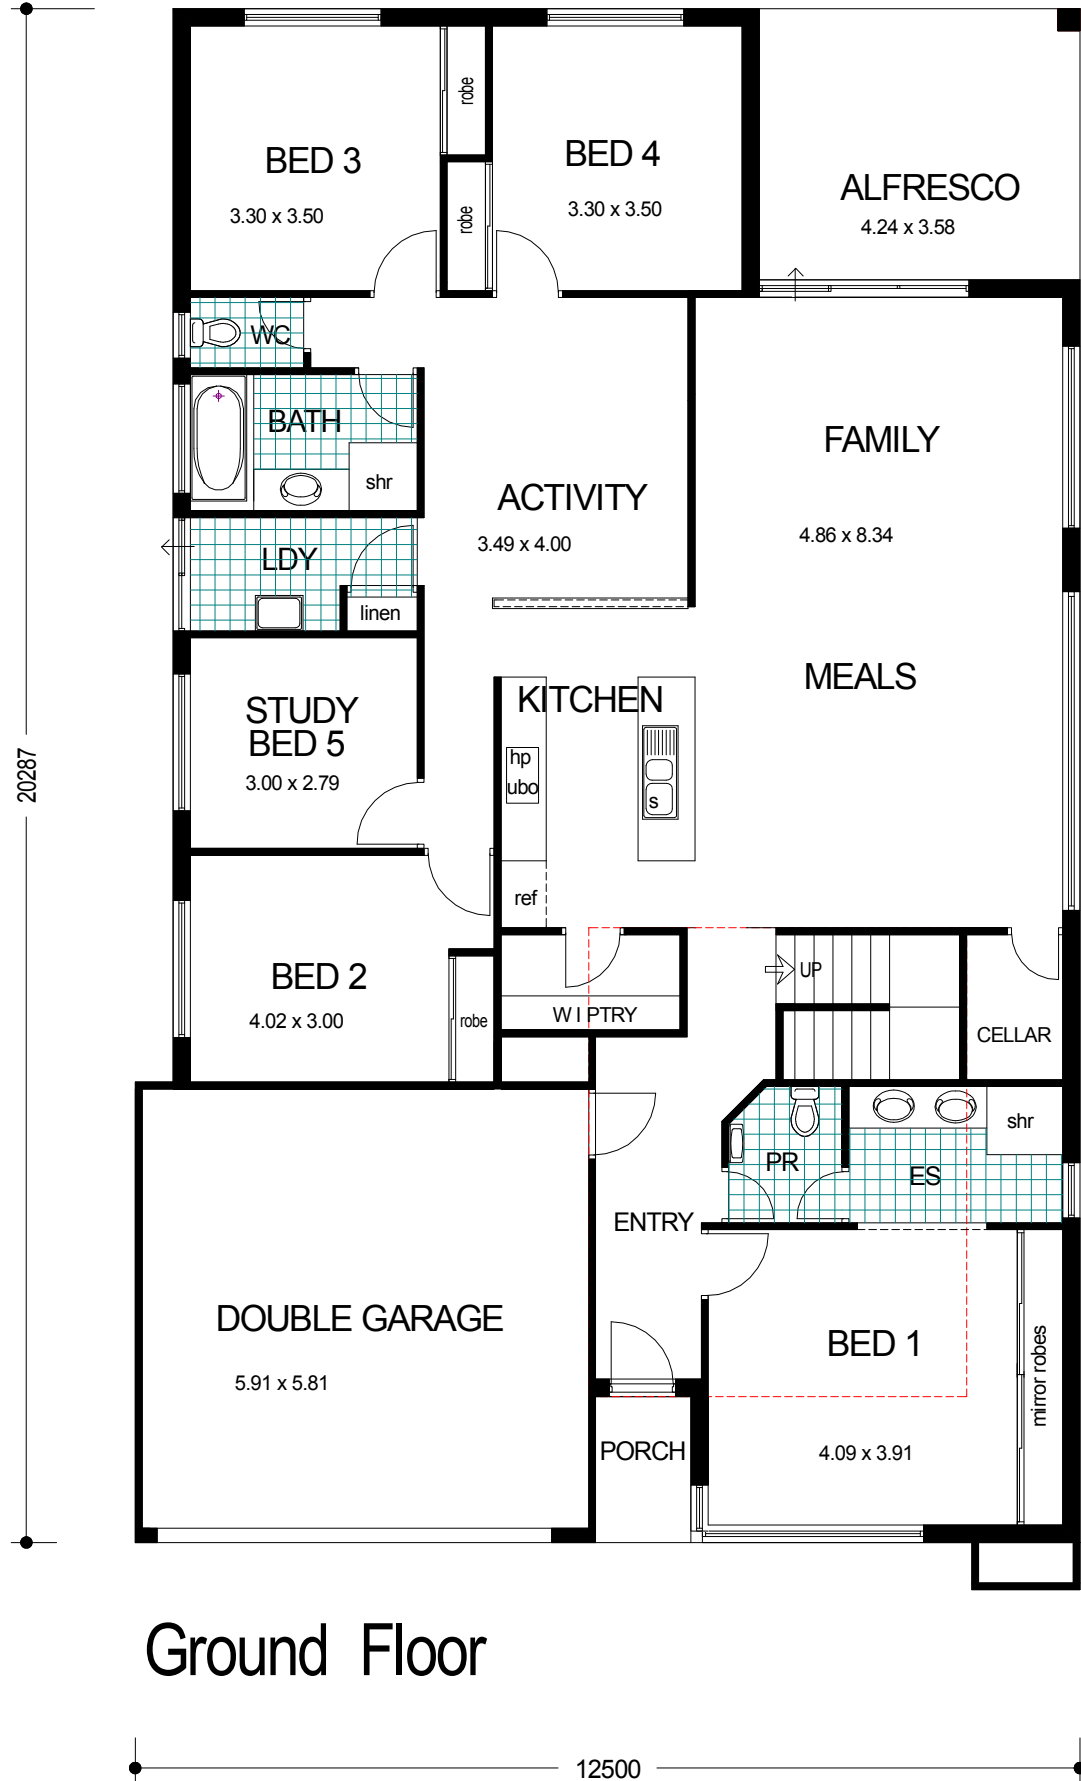 BED 3
3.30 x 3.50
robe
robe
BED 4
3.30 x 3.50
ALFRESCO
4.24 x 3.58
WC
BATH
shr
ACTIVITY
3.49 x 4.00
FAMILY
4.86 x 8.34
LDY
linen
MEALS
KITCHEN
hp
ubo
s
ref
STUDY
BED 5
3.00 x 2.79
20287
BED 2
4.02 x 3.00
robe
W I PTRY
UP
CELLAR
shr
PR
ES
ENTRY
DOUBLE GARAGE
5.91 x 5.81
BED 1
4.09 x 3.91
mirror robes
PORCH
Ground Floor
12500